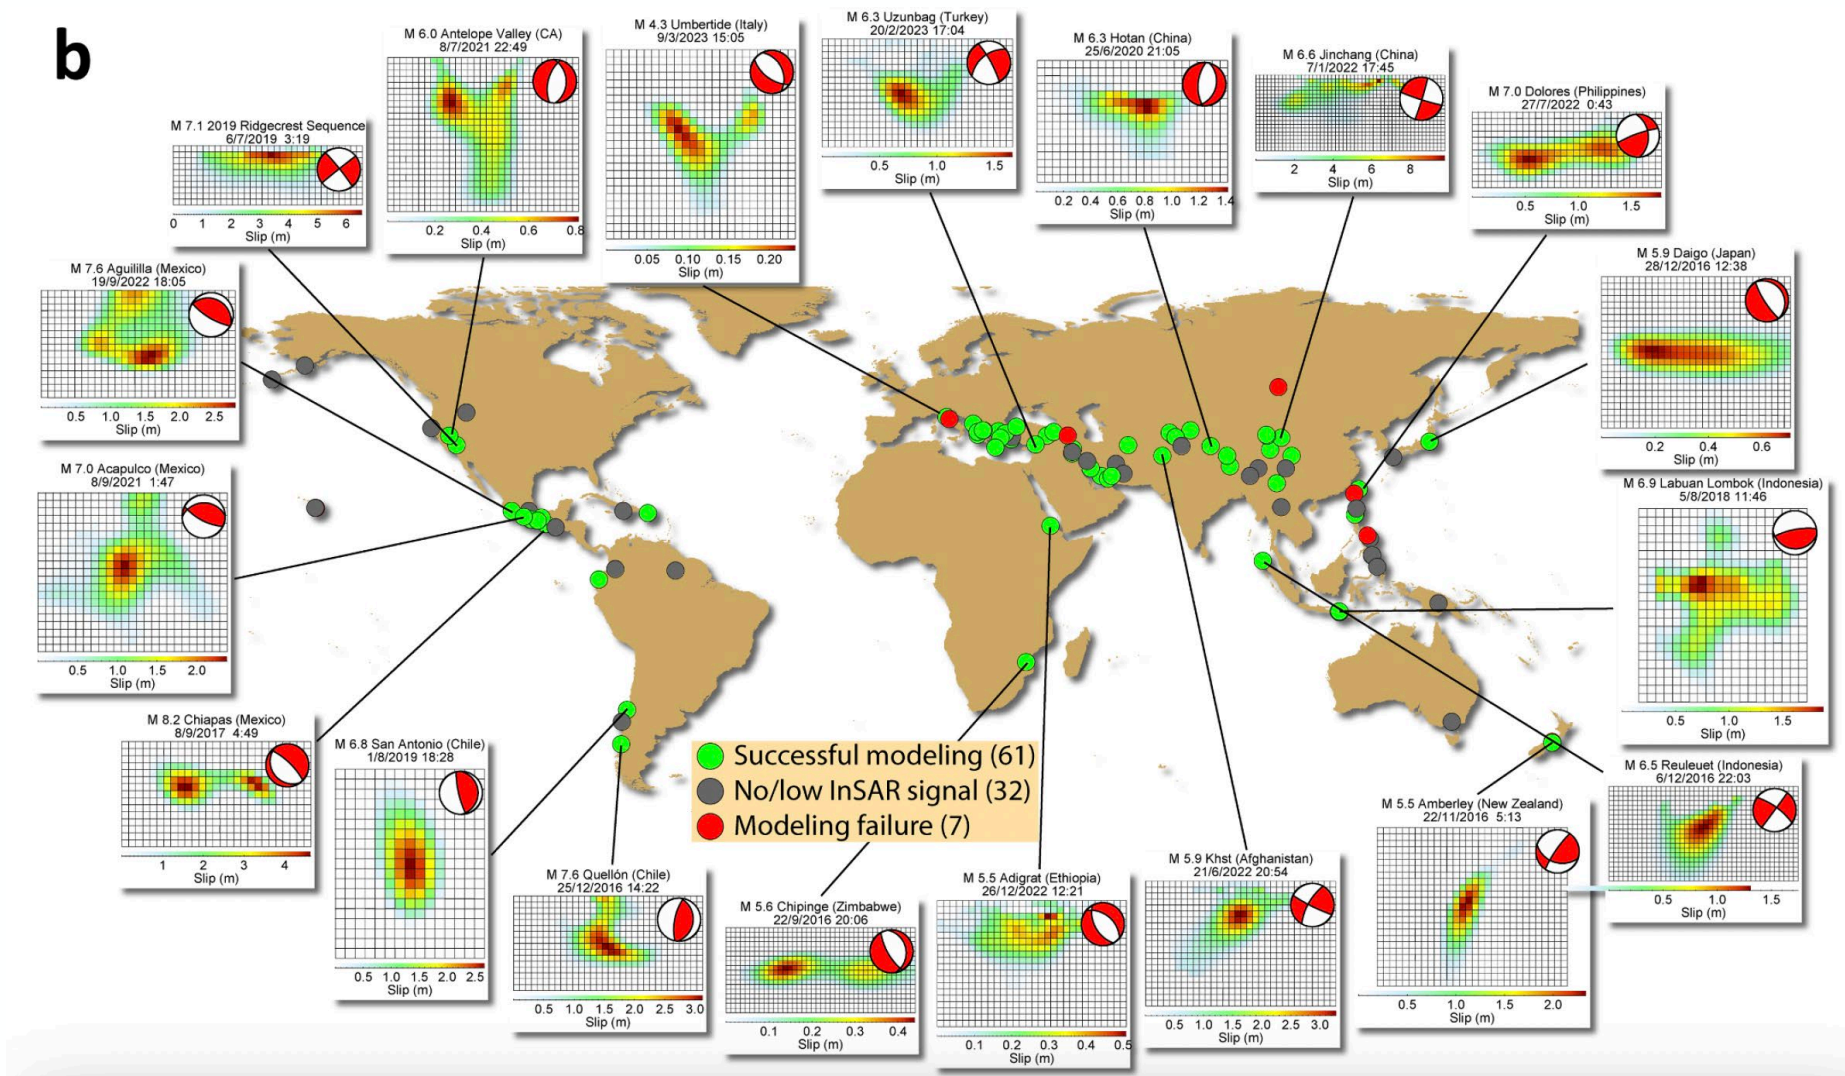 b
M 7.1 2019 Ridgecrest Sequence
6/7/2019 3:19
0 1 2 3 4 5 6
Slip (m)
M 6.0 Antelope Valley (CA)
8/7/2021 22:49
0.2 0.4 0.6 0.8
Slip (m)
M 4.3 Umbertide (Italy)
9/3/2023 15:05
0.05 0.10 0.15 0.20
Slip (m)
M 6.3 Uzunbag (Turkey)
20/2/2023 17:04
0.5 1.0 1.5
Slip (m)
M 6.3 Hotan (China)
25/6/2020 21:05
0.2 0.4 0.6 0.8 1.0 1.2 1.4
Slip (m)
M 6.6 Jinchang (China)
7/1/2022 17:45
2 4 6 8
Slip (m)
M 7.0 Dolores (Philippines)
27/7/2022 0:43
0.5 1.0 1.5
Slip (m)
M 7.6 Aguililla (Mexico)
19/9/2022 18:05
0.5 1.0 1.5 2.0 2.5
Slip (m)
M 5.9 Daigo (Japan)
28/12/2016 12:38
0.2 0.4 0.6
Slip (m)
M 7.0 Acapulco (Mexico)
8/9/2021 1:47
0.5 1.0 1.5 2.0
Slip (m)
M 6.9 Labuan Lombok (Indonesia)
5/8/2018 11:46
0.5 1.0 1.5
Slip (m)
M 8.2 Chiapas (Mexico)
8/9/2017 4:49
1 2 3 4
Slip (m)
M 6.8 San Antonio (Chile)
1/8/2019 18:28
0.5 1.0 1.5 2.0 2.5
Slip (m)
Successful modeling (61)
No/low InSAR signal (32)
Modeling failure (7)
M 6.5 Reuleuet (Indonesia)
6/12/2016 22:03
0.5 1.0 1.5
Slip (m)
M 5.5 Amberley (New Zealand)
22/11/2016 5:13
0.5 1.0 1.5 2.0
Slip (m)
M 7.6 Quellón (Chile)
25/12/2016 14:22
0.5 1.0 1.5 2.0 2.5 3.0
Slip (m)
M 5.6 Chipinge (Zimbabwe)
22/9/2016 20:06
0.1 0.2 0.3 0.4
Slip (m)
M 5.5 Adigrat (Ethiopia)
26/12/2022 12:21
0.1 0.2 0.3 0.4 0.5
Slip (m)
M 5.9 Khst (Afghanistan)
21/6/2022 20:54
0.5 1.0 1.5 2.0 2.5 3.0
Slip (m)